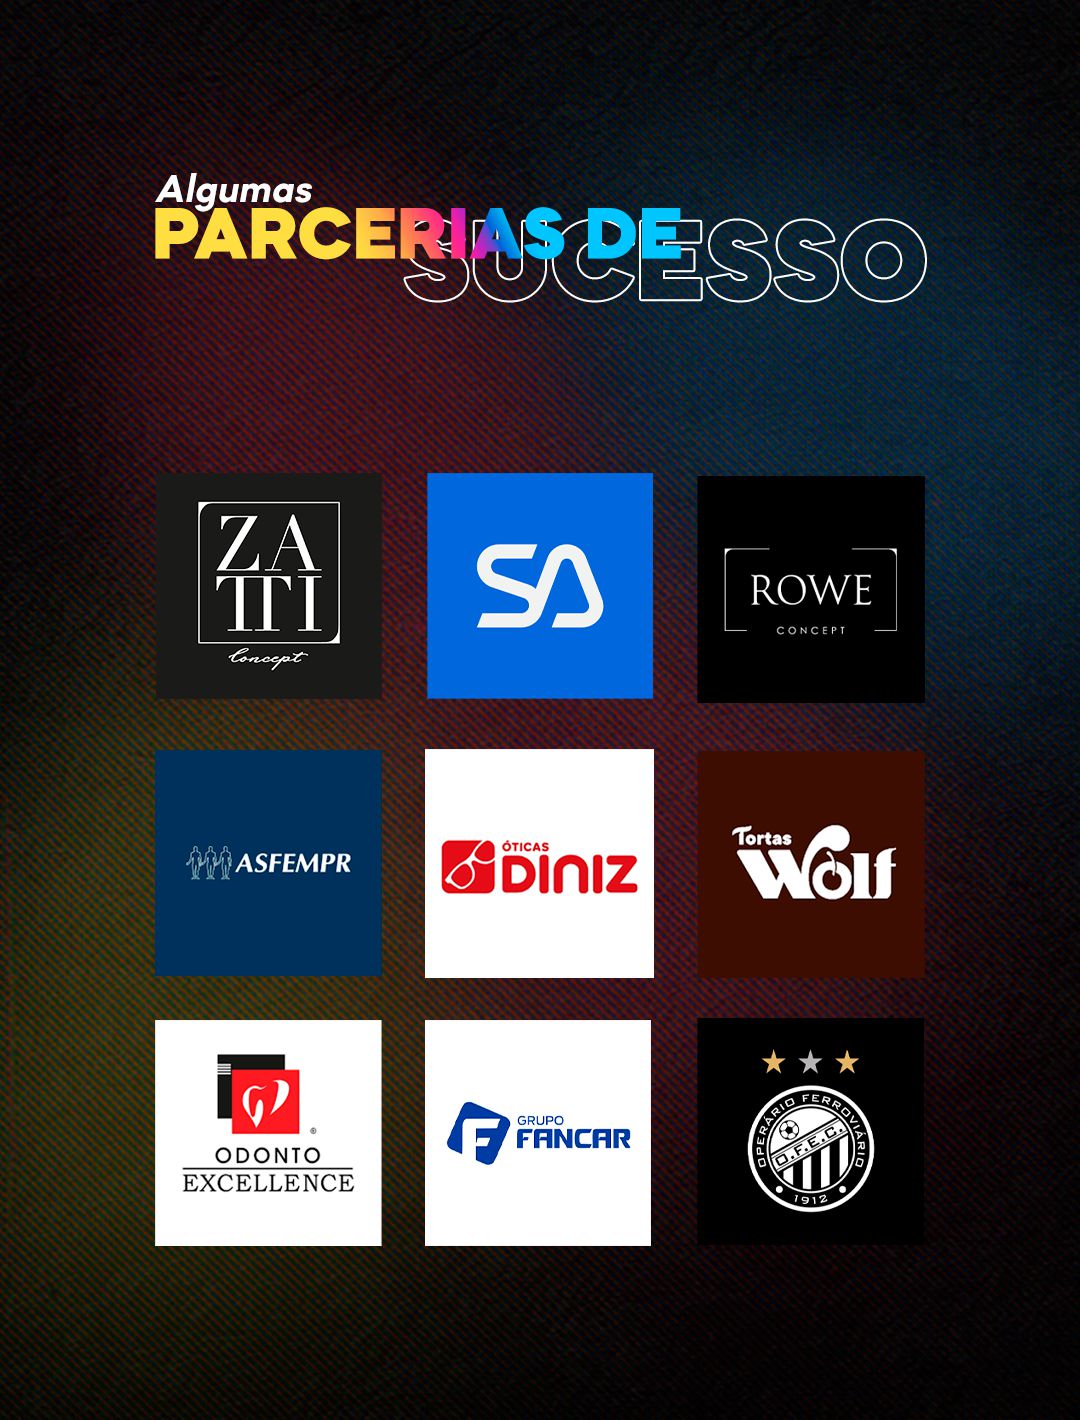 Algumas
PARCERIAS DE
SUCESSO
ZA
TTI
Concept
SA
ROWE
CONCEPT
ASFEMPR
ÓTICAS
DINIZ
Tortas
Wolf
®
ODONTO
EXCELLENCE
F
GRUPO
FANCAR
OPERÁRIO FERROVIÁRIO
O.F.E.C.
1912